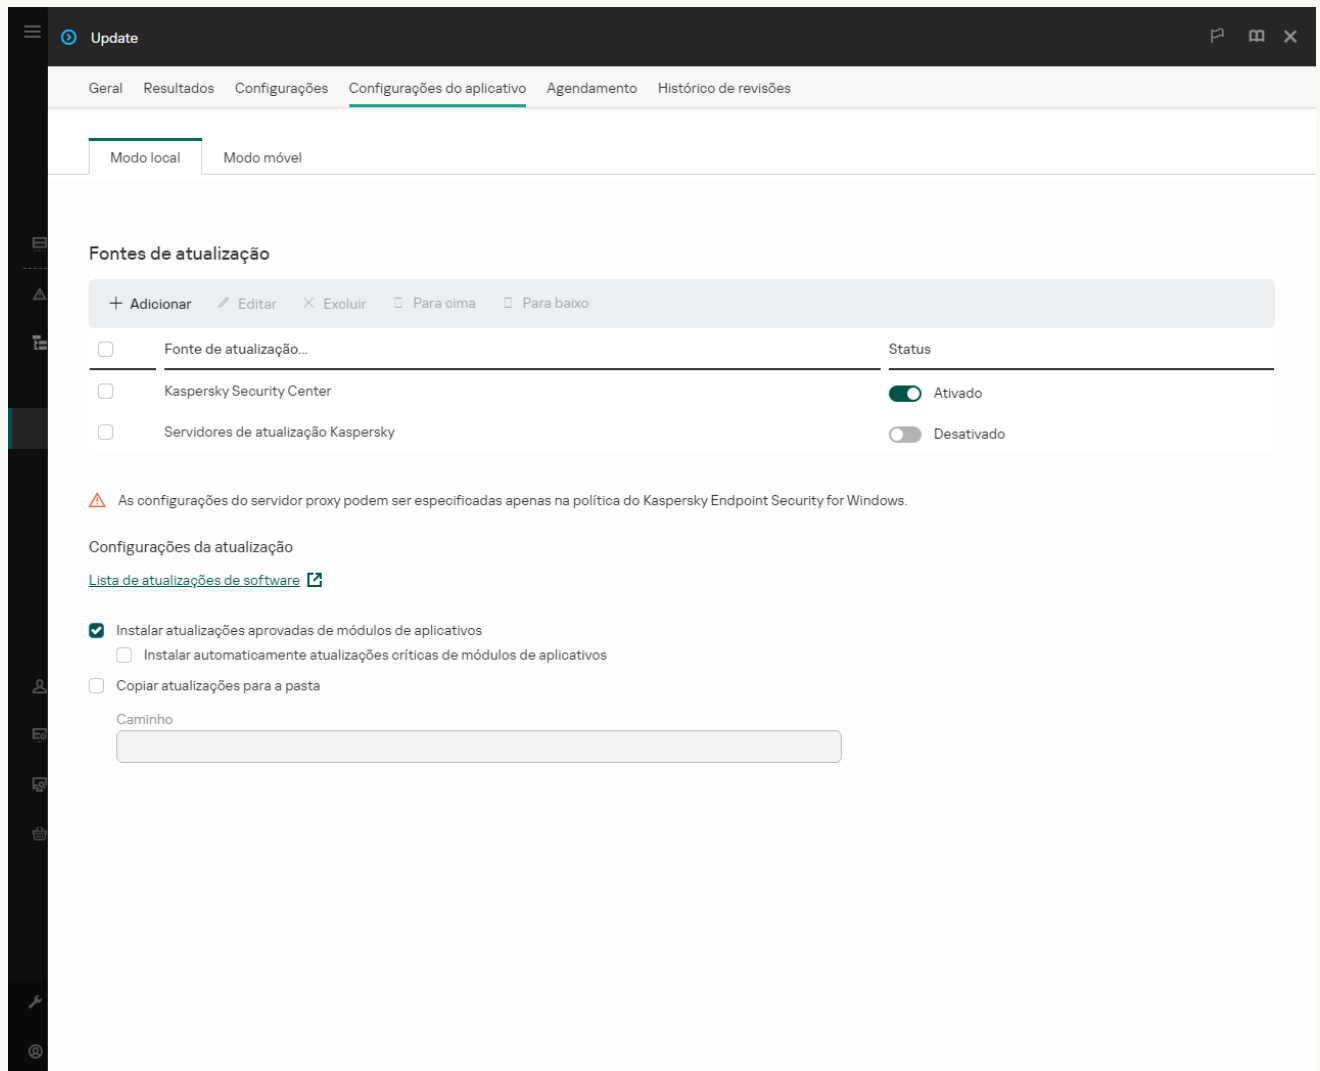 Update
Geral Resultados Configurações Configurações do aplicativo Agendamento Histórico de revisões
Modo local Modo móvel
Fontes de atualização
Adicionar Editar Excluir Para cima Para baixo
Fonte de atualização... Status
Kaspersky Security Center Ativado
Servidores de atualização Kaspersky Desativado
As configurações do servidor proxy podem ser especificadas apenas na política do Kaspersky Endpoint Security for Windows.
Configurações da atualização
Lista de atualizações de software
Instalar atualizações aprovadas de módulos de aplicativos
Instalar automaticamente atualizações críticas de módulos de aplicativos
Copiar atualizações para a pasta
Caminho